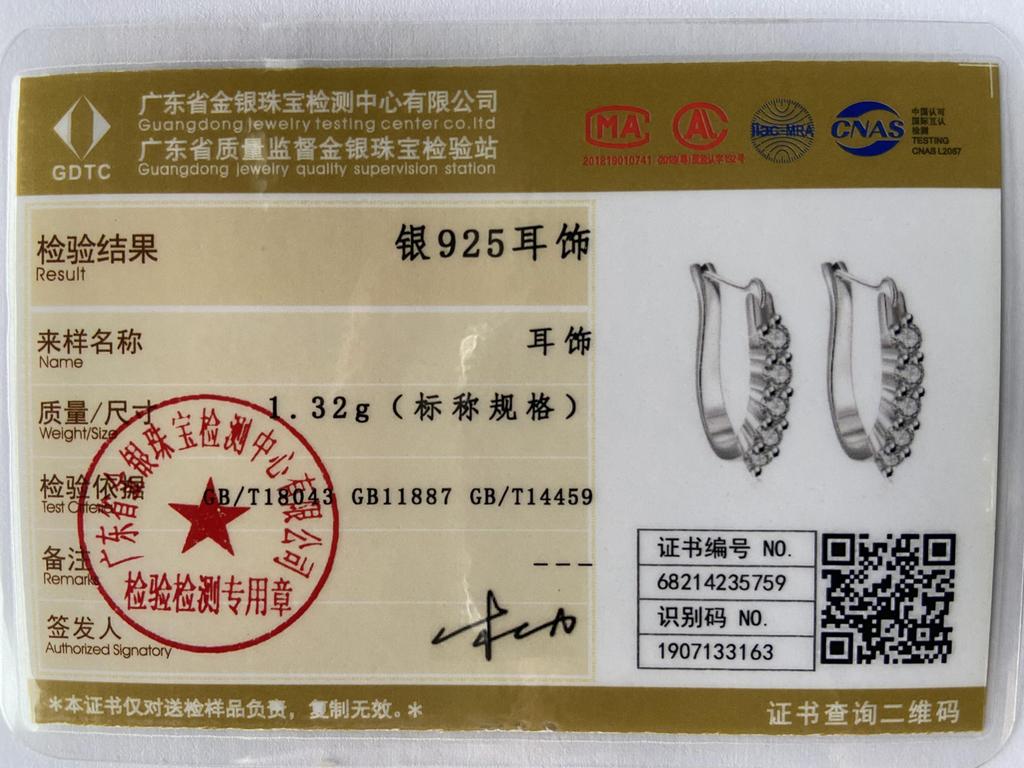 GDTC
广东省金银珠宝检测中心有限公司
Guangdong jewelry testing center co.ltd
广东省质量监督金银珠宝检验站
Guangdong jewelry quality supervision station
MA
201819010741
AL
ilac-MRA
CNAS
中国认可
国际互认
检测
TESTING
CNAS L2057
检验结果 银925耳饰
Result
来样名称 耳饰
Name
质量/尺寸 1.32g（标称规格）
Weight/Size
检验依据 GB/T18043 GB11887 GB/T14459
Test Criteria
备注 ---
Remark
签发人
Authorized Signatory
广东省金银珠宝检测中心有限公司
检验检测专用章
证书编号 NO.
68214235759
识别码 NO.
1907133163
*本证书仅对送检样品负责，复制无效。*
证书查询二维码